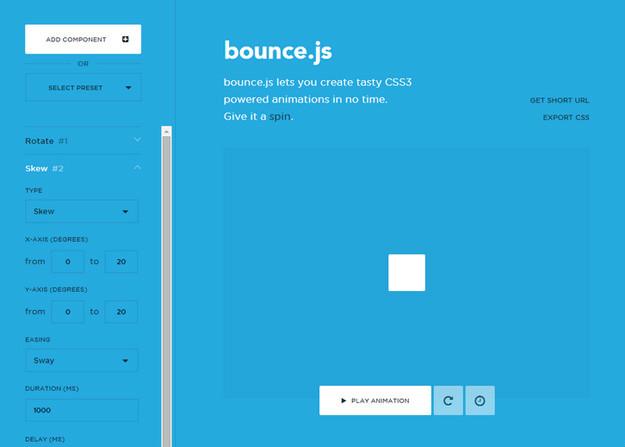 ADD COMPONENT
OR
SELECT PRESET
Rotate #1
Skew #2
TYPE
Skew
X-AXIS (DEGREES)
from 0 to 20
Y-AXIS (DEGREES)
from 0 to 20
EASING
Sway
DURATION (MS)
1000
DELAY (MS)
bounce.js
bounce.js lets you create tasty CSS3
powered animations in no time.
Give it a spin.
GET SHORT URL
EXPORT CSS
PLAY ANIMATION